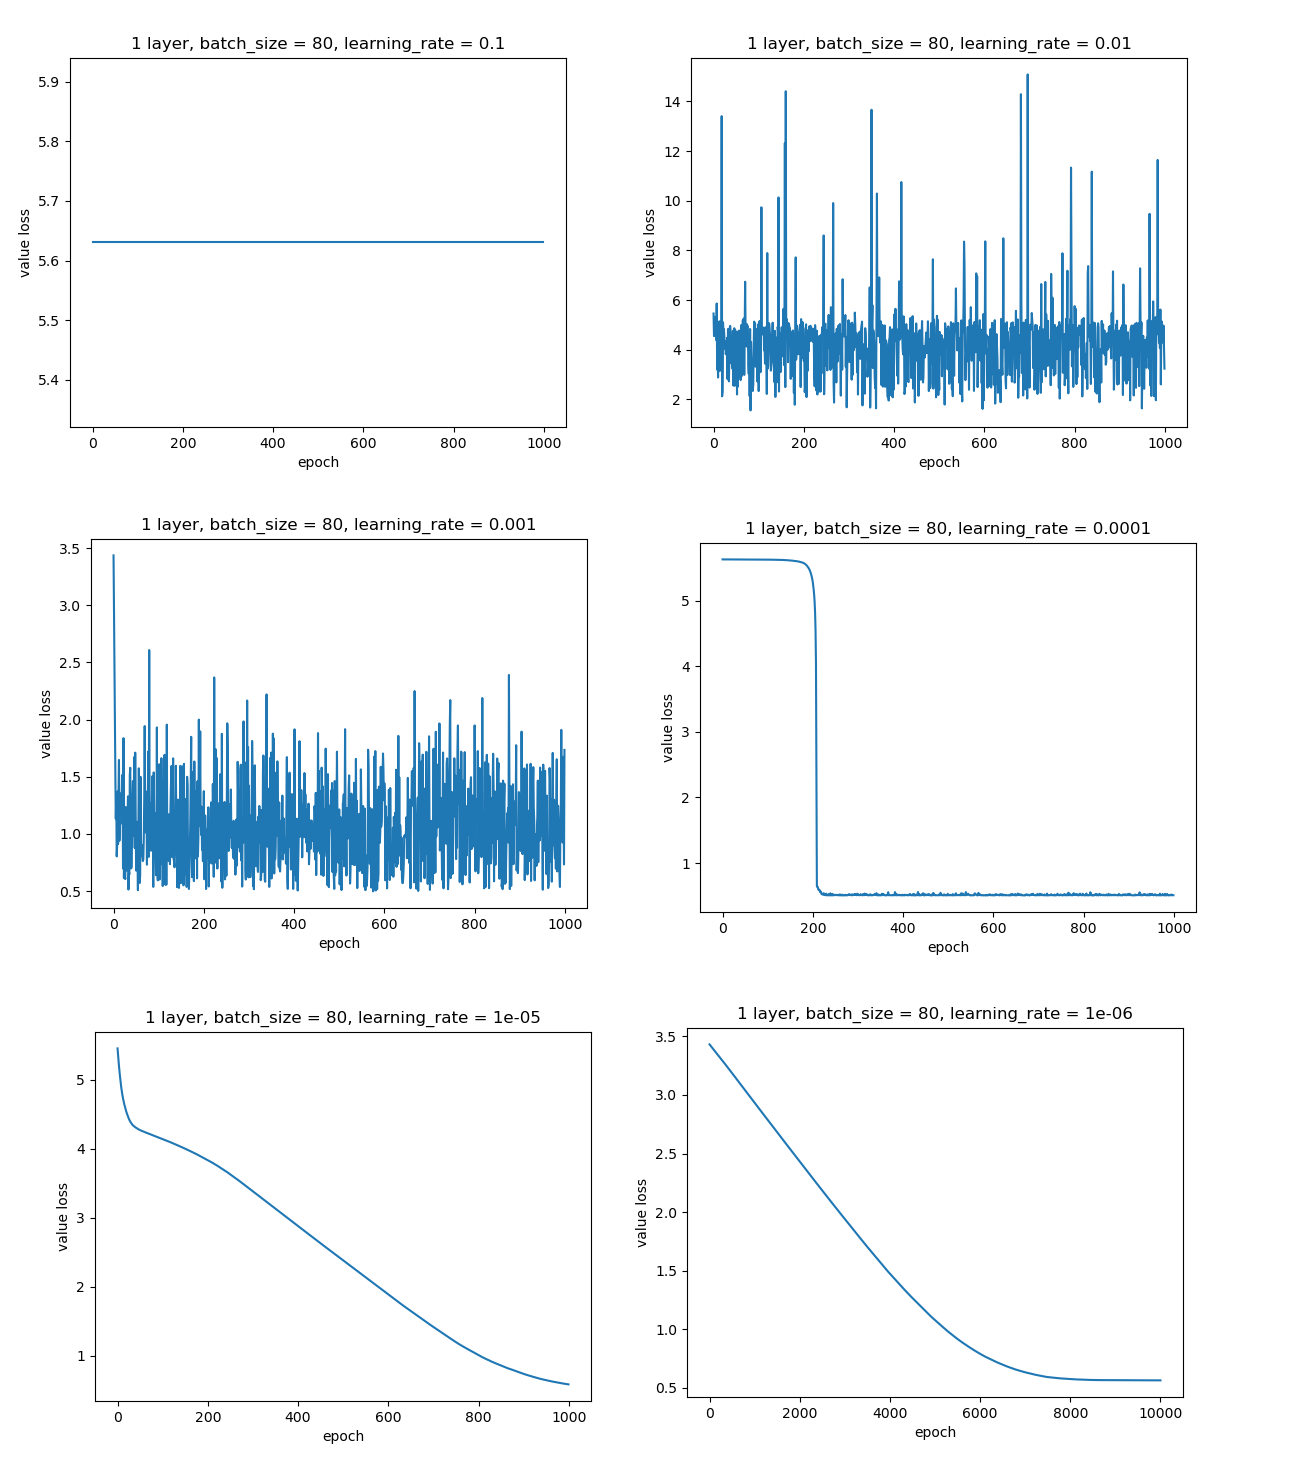 1 layer, batch_size = 80, learning_rate = 0.1
5.9
5.8
5.7
5.6
5.5
5.4
value loss
0 200 400 600 800 1000
epoch
1 layer, batch_size = 80, learning_rate = 0.01
14
12
10
8
6
4
2
value loss
0 200 400 600 800 1000
epoch
1 layer, batch_size = 80, learning_rate = 0.001
3.5
3.0
2.5
2.0
1.5
1.0
0.5
value loss
0 200 400 600 800 1000
epoch
1 layer, batch_size = 80, learning_rate = 0.0001
5
4
3
2
1
value loss
0 200 400 600 800 1000
epoch
1 layer, batch_size = 80, learning_rate = 1e-05
5
4
3
2
1
value loss
0 200 400 600 800 1000
epoch
1 layer, batch_size = 80, learning_rate = 1e-06
3.5
3.0
2.5
2.0
1.5
1.0
0.5
value loss
0 2000 4000 6000 8000 10000
epoch